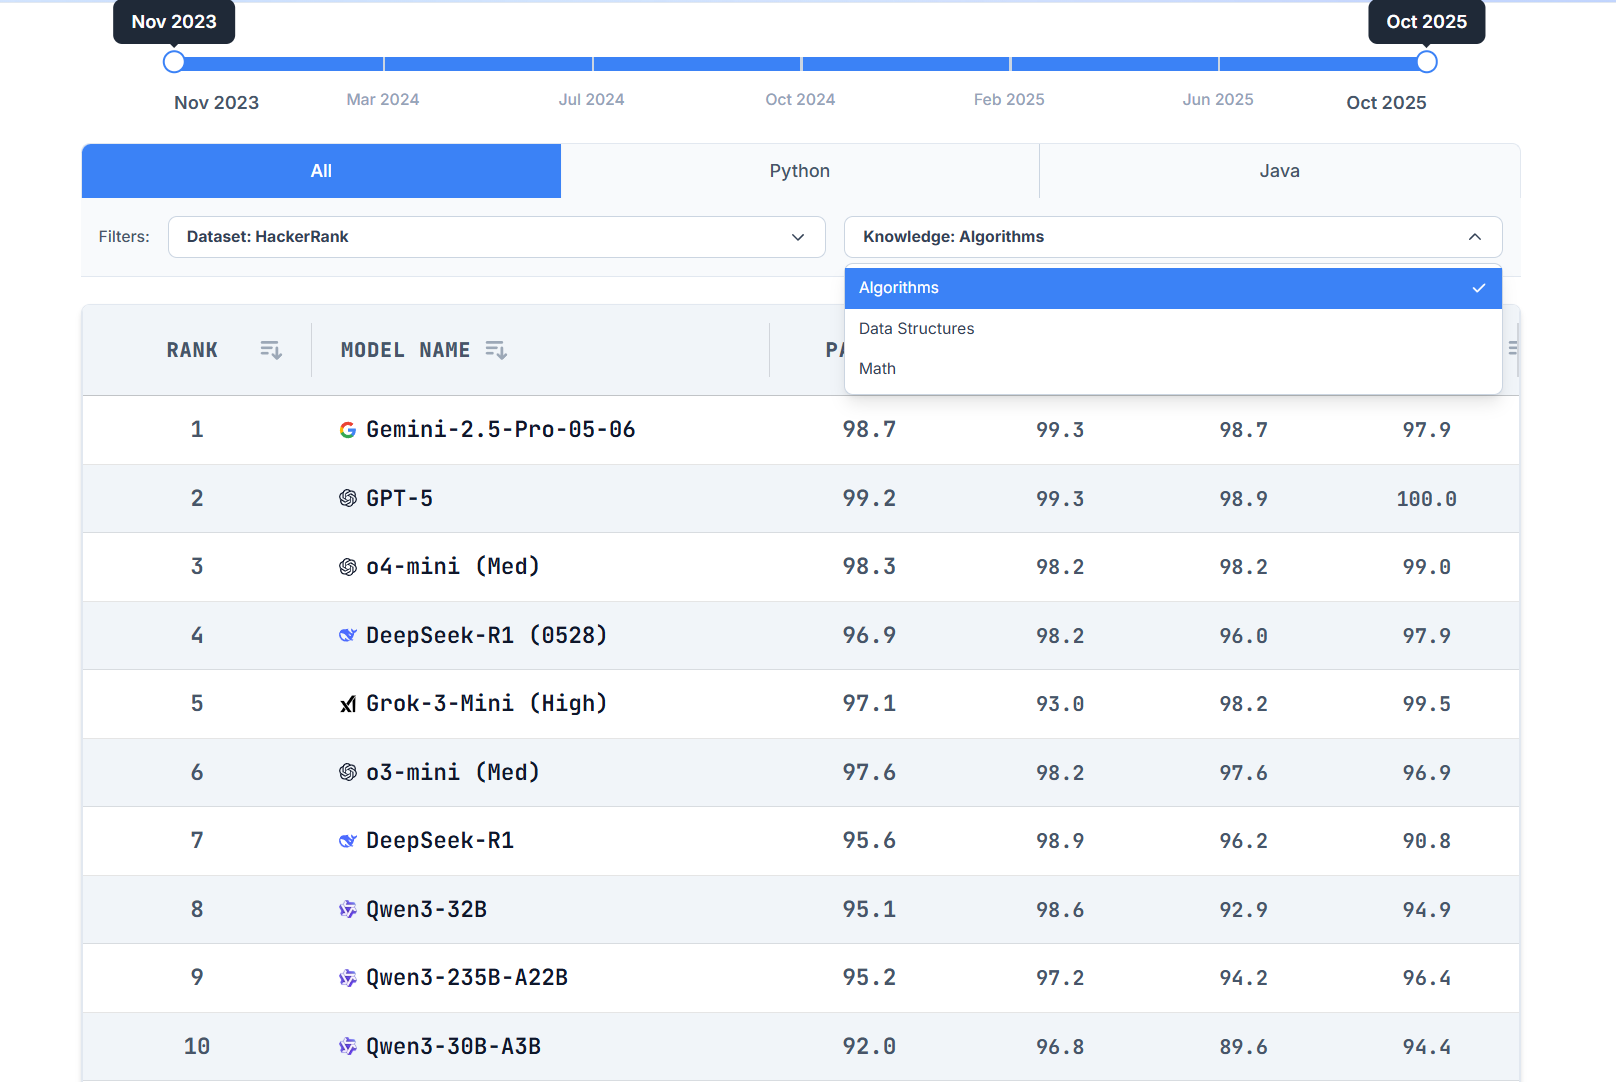 Nov 2023 Oct 2025
Nov 2023 Mar 2024 Jul 2024 Oct 2024 Feb 2025 Jun 2025 Oct 2025
All Python Java
Filters: Dataset: HackerRank Knowledge: Algorithms
Algorithms
Data Structures
Math
RANK MODEL NAME
1 Gemini-2.5-Pro-05-06 98.7 99.3 98.7 97.9
2 GPT-5 99.2 99.3 98.9 100.0
3 o4-mini (Med) 98.3 98.2 98.2 99.0
4 DeepSeek-R1 (0528) 96.9 98.2 96.0 97.9
5 Grok-3-Mini (High) 97.1 93.0 98.2 99.5
6 o3-mini (Med) 97.6 98.2 97.6 96.9
7 DeepSeek-R1 95.6 98.9 96.2 90.8
8 Qwen3-32B 95.1 98.6 92.9 94.9
9 Qwen3-235B-A22B 95.2 97.2 94.2 96.4
10 Qwen3-30B-A3B 92.0 96.8 89.6 94.4